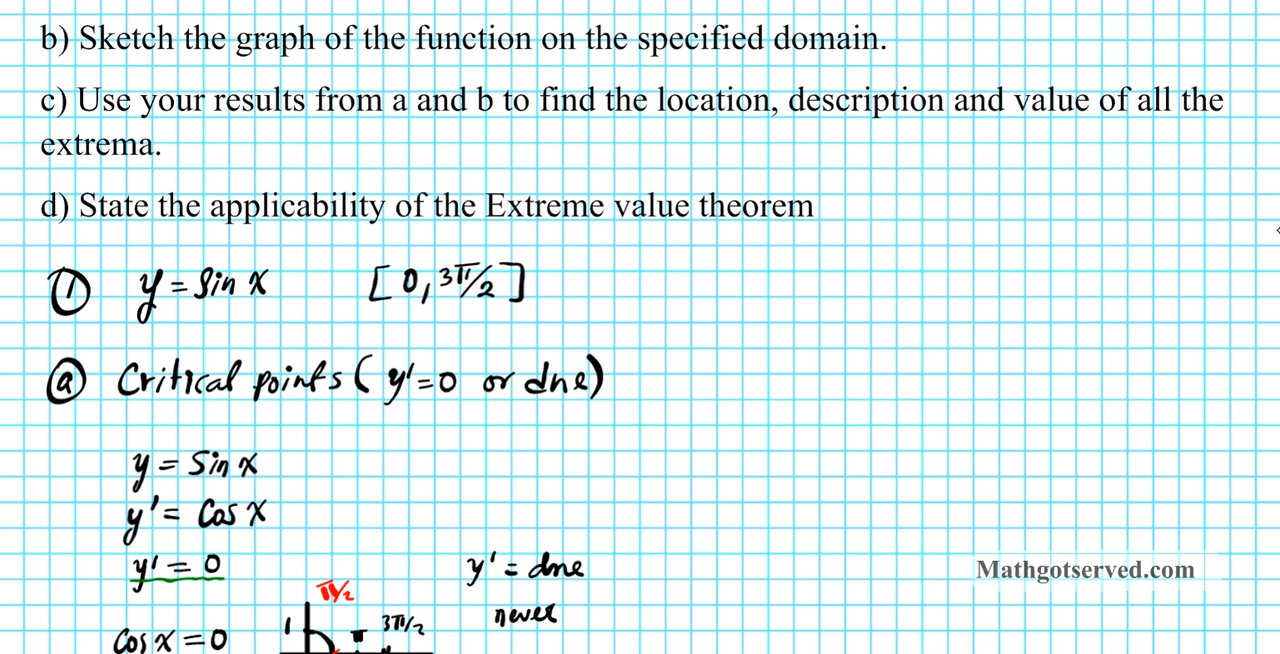 b) Sketch the graph of the function on the specified domain.
c) Use your results from a and b to find the location, description and value of all the
extrema.
d) State the applicability of the Extreme value theorem
① y = Sin x [0, 3π/2]
ⓐ Critical points ( y' = 0 or dne)
y = Sin x
y' = Cos x
y' = 0 y' = dne
Mathgotserved.com
π/2
never
Cos x = 0 1 3π/2